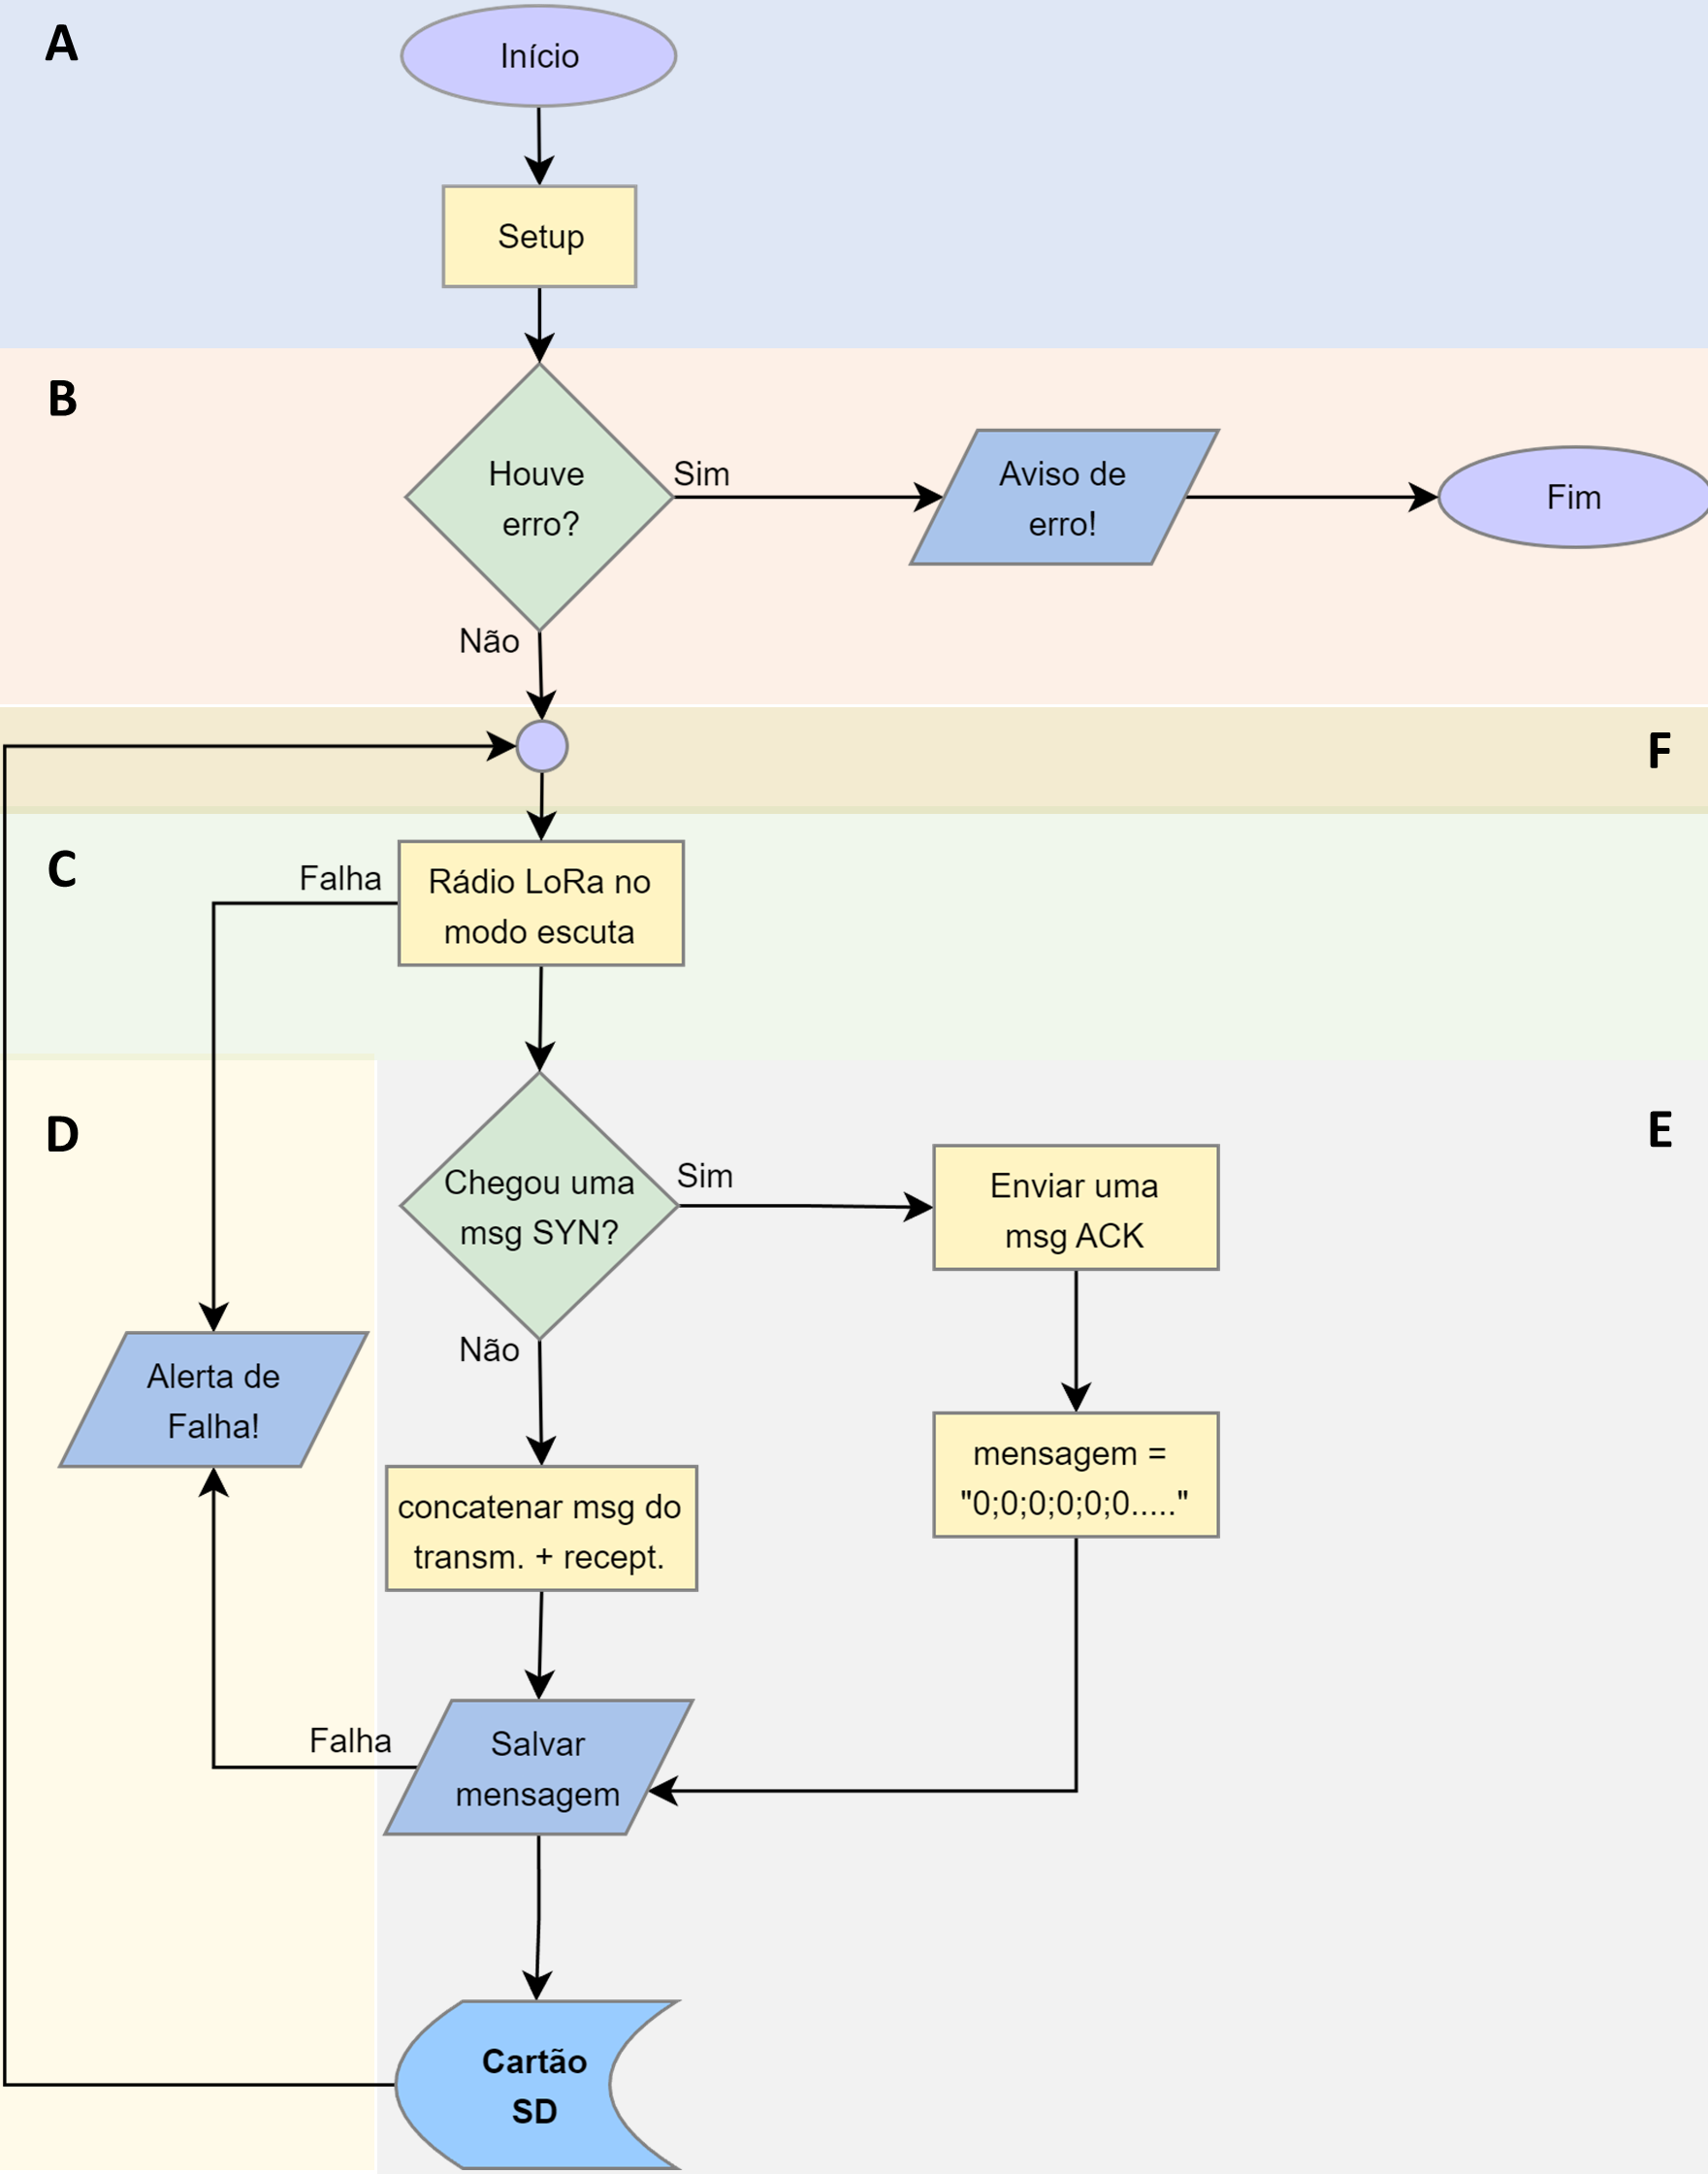 A
Início
Setup
B
Houve
erro?
Sim
Aviso de
erro!
Fim
Não
F
C
Falha
Rádio LoRa no
modo escuta
D
E
Chegou uma
msg SYN?
Sim
Enviar uma
msg ACK
Não
Alerta de
Falha!
mensagem =
"0;0;0;0;0;0....."
concatenar msg do
transm. + recept.
Falha
Salvar
mensagem
Cartão
SD